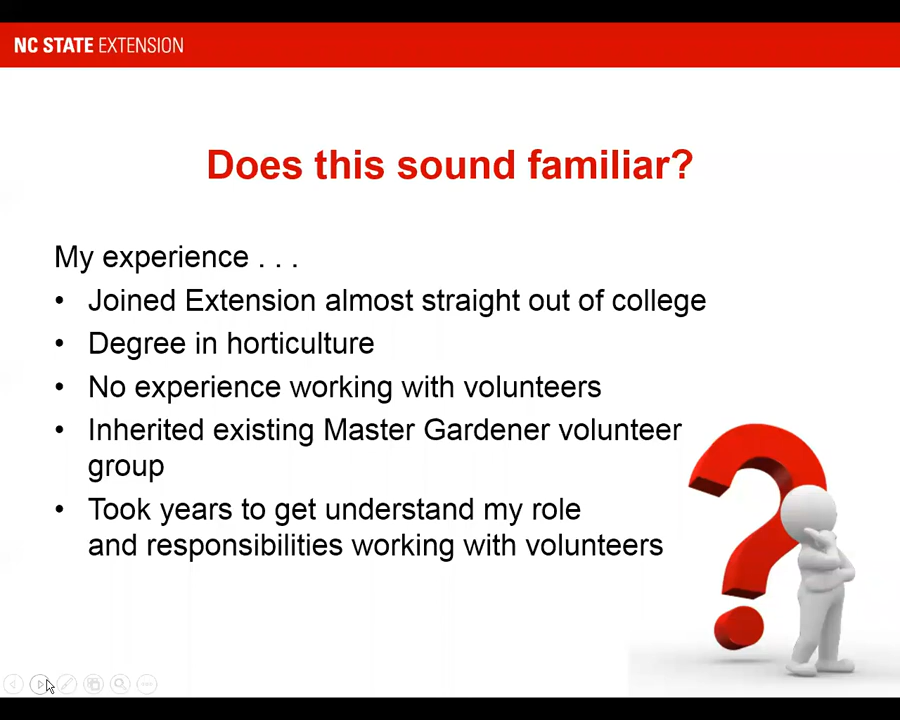 NC STATE EXTENSION
Does this sound familiar?
My experience . . .
• Joined Extension almost straight out of college
• Degree in horticulture
• No experience working with volunteers
• Inherited existing Master Gardener volunteer
group
• Took years to get understand my role
and responsibilities working with volunteers